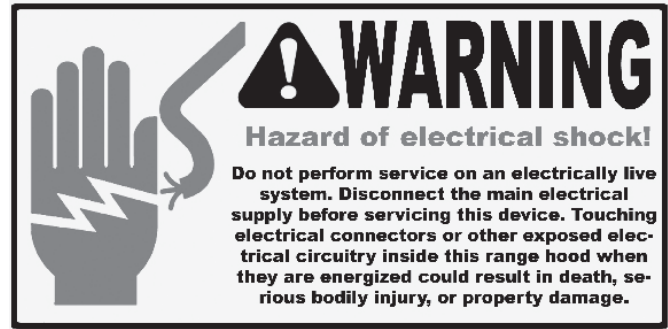 WARNING
Hazard of electrical shock!
Do not perform service on an electrically live
system. Disconnect the main electrical
supply before servicing this device. Touching
electrical connectors or other exposed elec-
trical circuitry inside this range hood when
they are energized could result in death, se-
rious bodily injury, or property damage.